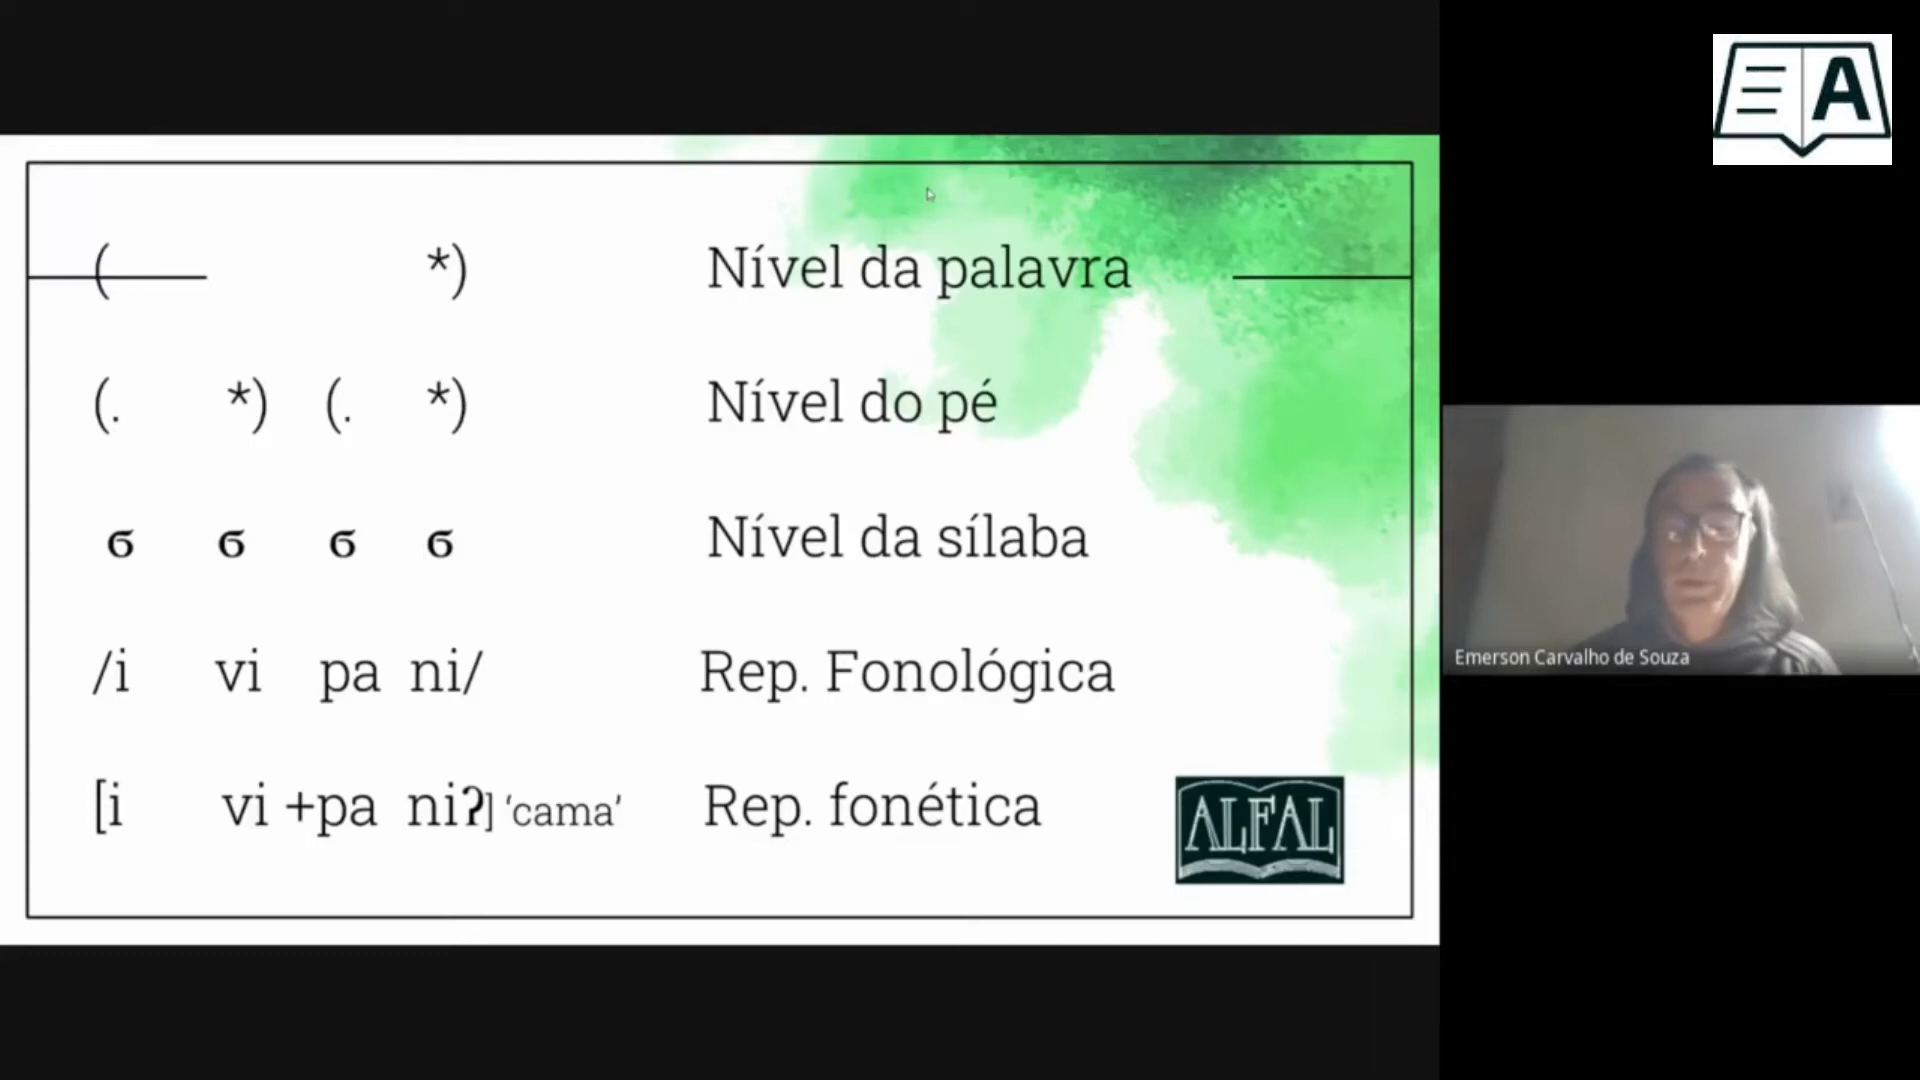 ( *) Nível da palavra
(. *) (. *) Nível do pé
ϭ ϭ ϭ ϭ Nível da sílaba
/i vi pa ni/ Rep. Fonológica
[i vi +pa niʔ] ‘cama’ Rep. fonética
ALFAL
A
Emerson Carvalho de Souza